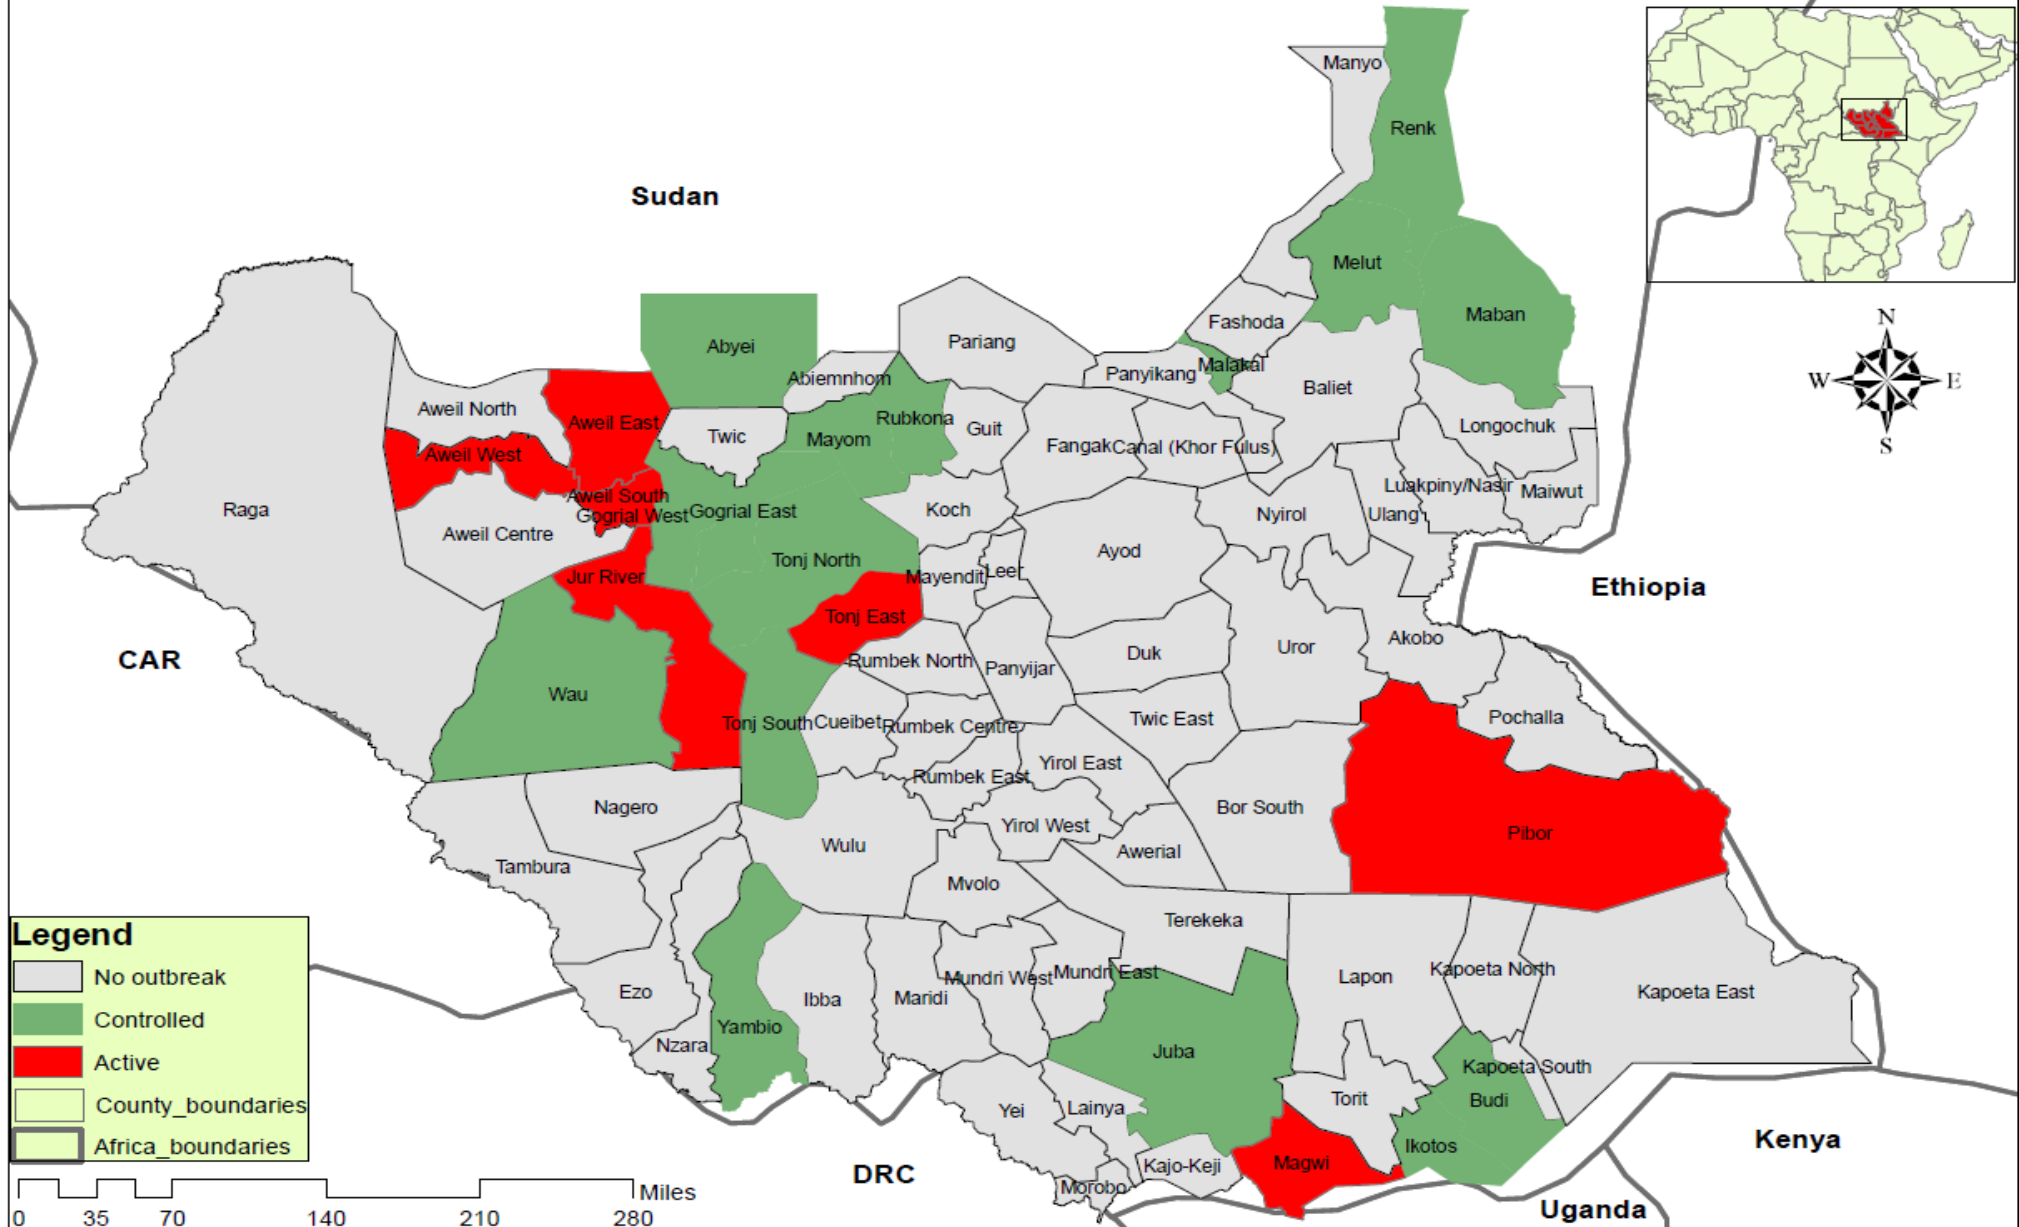 Manyo
Renk
Sudan
Melut
Maban
Fashoda
Abyei
Pariang
Malakal
Abiemnhom
Panyikang
Baliet
N
W
E
S
Aweil North
Aweil East
Twic
Mayom
Rubkona
Guit
Fangak
Canal (Khor Fulus)
Longochuk
Aweil West
Luakpiny/Nasir
Maiwut
Aweil South
Gogrial West
Gogrial East
Koch
Nyirol
Ulang
Raga
Aweil Centre
Ayod
Tonj North
Jur River
Mayendit
Leer
Ethiopia
Tonj East
Akobo
CAR
Rumbek North
Panyijar
Duk
Uror
Wau
Tonj South
Cueibet
Rumbek Centre
Twic East
Pochalla
Rumbek East
Yirol East
Nagero
Bor South
Pibor
Yirol West
Wulu
Awerial
Tambura
Mvolo
Terekeka
Legend
No outbreak
Controlled
Active
County_boundaries
Africa_boundaries
Mundri West
Mundri East
Lapon
Kapoeta North
Kapoeta East
Ezo
Ibba
Maridi
Yambio
Nzara
Juba
Kapoeta South
Budi
Torit
Yei
Lainya
Ikotos
Kenya
Magwi
Kajo-Keji
DRC
Morobo
Uganda
Miles
0 35 70 140 210 280